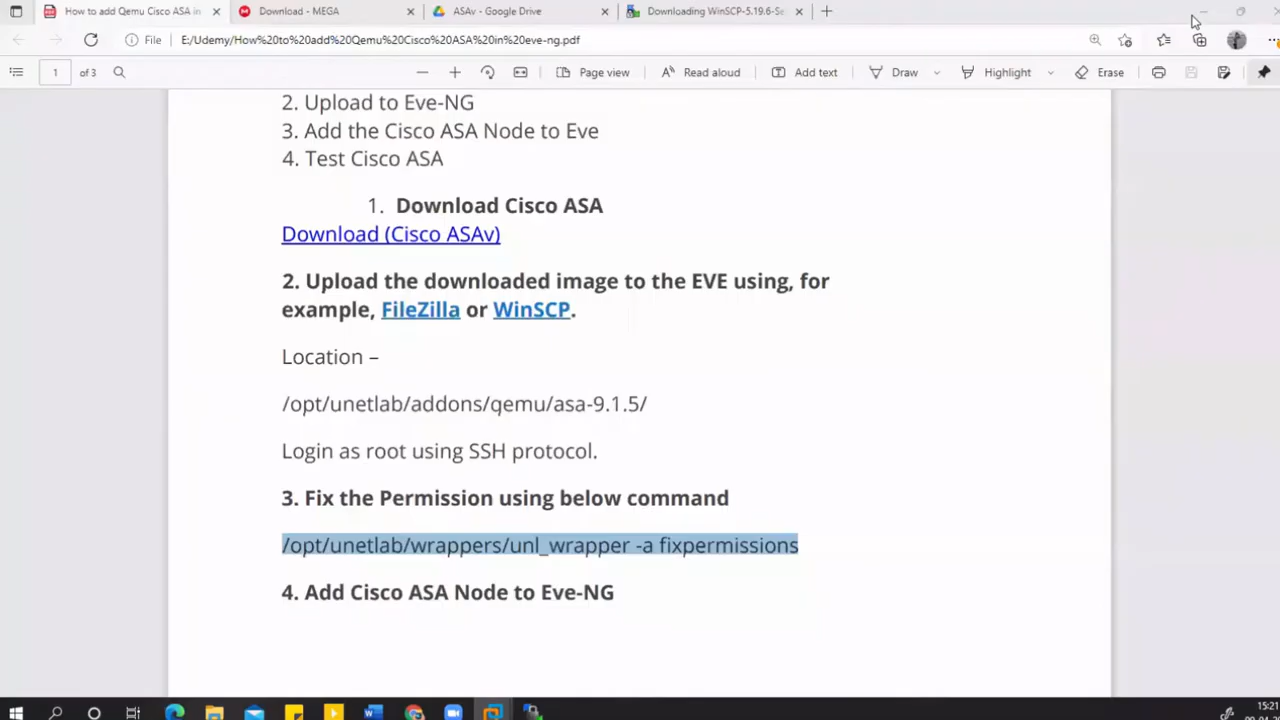 How to add Qemu Cisco ASA in
Download - MEGA
ASAv - Google Drive
Downloading WinSCP-5.19.6-Se
File
E:/Udemy/How%20to%20add%20Qemu%20Cisco%20ASA%20in%20eve-ng.pdf
1 of 3
Page view
Read aloud
Add text
Draw
Highlight
Erase
2. Upload to Eve-NG
3. Add the Cisco ASA Node to Eve
4. Test Cisco ASA
1. Download Cisco ASA
Download (Cisco ASAv)
2. Upload the downloaded image to the EVE using, for
example, FileZilla or WinSCP.
Location –
/opt/unetlab/addons/qemu/asa-9.1.5/
Login as root using SSH protocol.
3. Fix the Permission using below command
/opt/unetlab/wrappers/unl_wrapper -a fixpermissions
4. Add Cisco ASA Node to Eve-NG
15:21